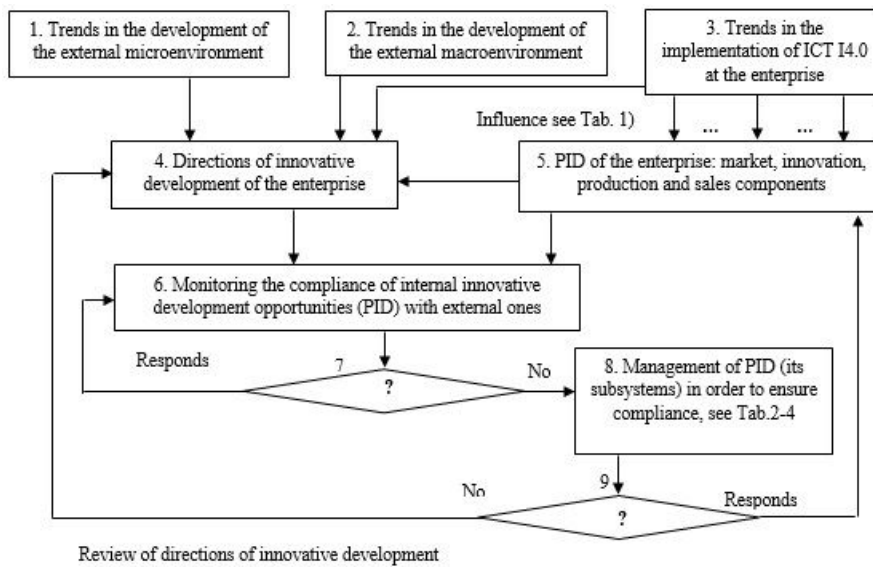 1. Trends in the development of
the external microenvironment
2. Trends in the development of
the external macroenvironment
3. Trends in the
implementation of ICT I4.0
at the enterprise
Influence see Tab. 1)
... ...
4. Directions of innovative
development of the enterprise
5. PID of the enterprise: market, innovation,
production and sales components
6. Monitoring the compliance of internal innovative
development opportunities (PID) with external ones
Responds
7
?
No
8. Management of PID (its
subsystems) in order to ensure
compliance, see Tab.2-4
9
No
?
Responds
Review of directions of innovative development